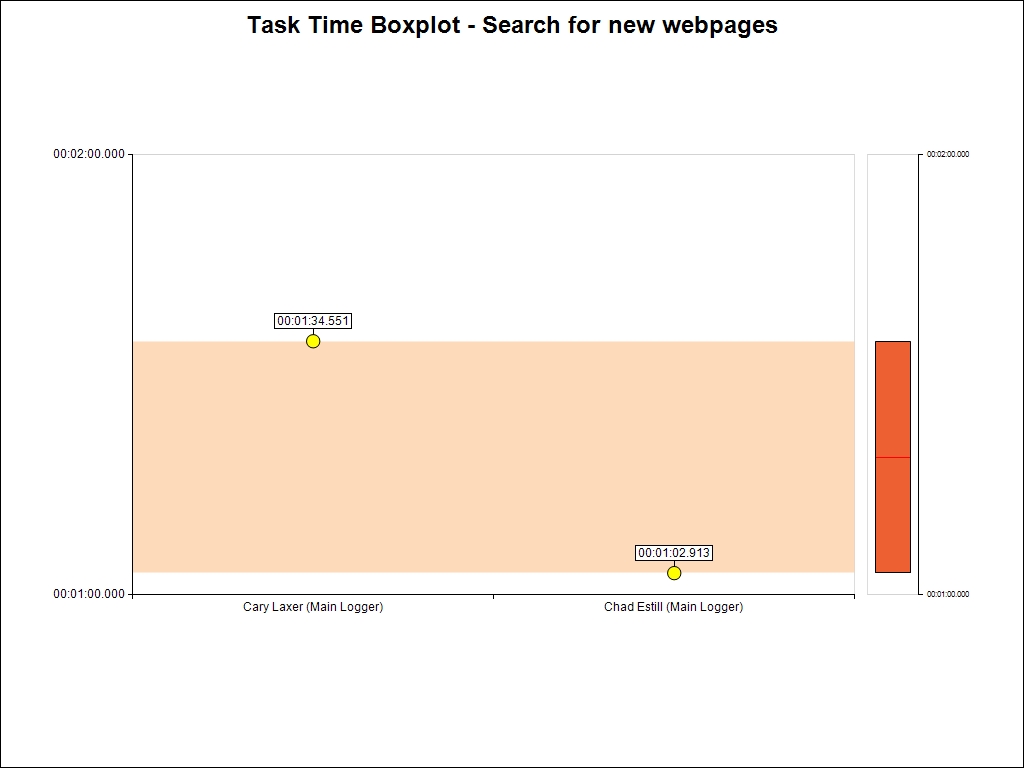 Task Time Boxplot - Search for new webpages
00:02:00.000
00:02:00.000
00:01:34.551
00:01:02.913
00:01:00.000
00:01:00.000
Cary Laxer (Main Logger)
Chad Estill (Main Logger)